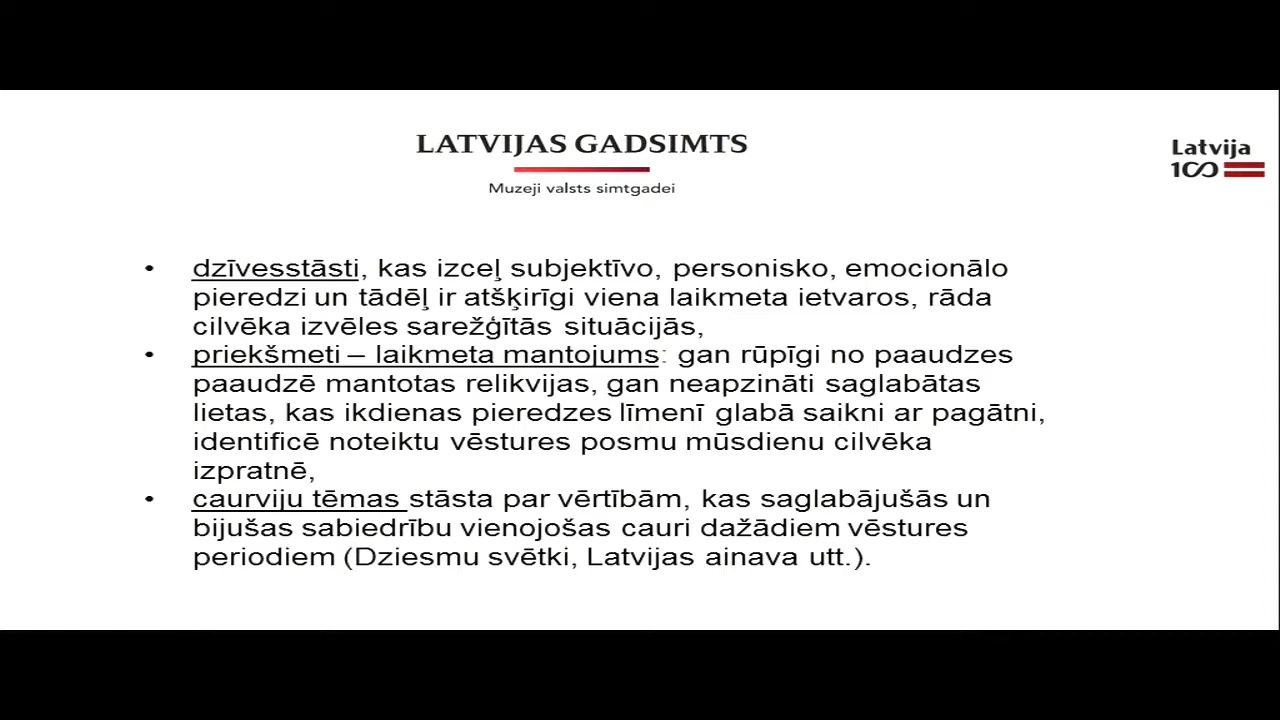 LATVIJAS GADSIMTS
Muzeji valsts simtgadei
Latvija
100
• dzīvesstāsti, kas izceļ subjektīvo, personisko, emocionālo
pieredzi un tādēļ ir atšķirīgi viena laikmeta ietvaros, rāda
cilvēka izvēles sarežģītās situācijās,
• priekšmeti – laikmeta mantojums: gan rūpīgi no paaudzes
paaudzē mantotas relikvijas, gan neapzināti saglabātas
lietas, kas ikdienas pieredzes līmenī glabā saikni ar pagātni,
identificē noteiktu vēstures posmu mūsdienu cilvēka
izpratnē,
• caurviju tēmas stāsta par vērtībām, kas saglabājušās un
bijušas sabiedrību vienojošas cauri dažādiem vēstures
periodiem (Dziesmu svētki, Latvijas ainava utt.).